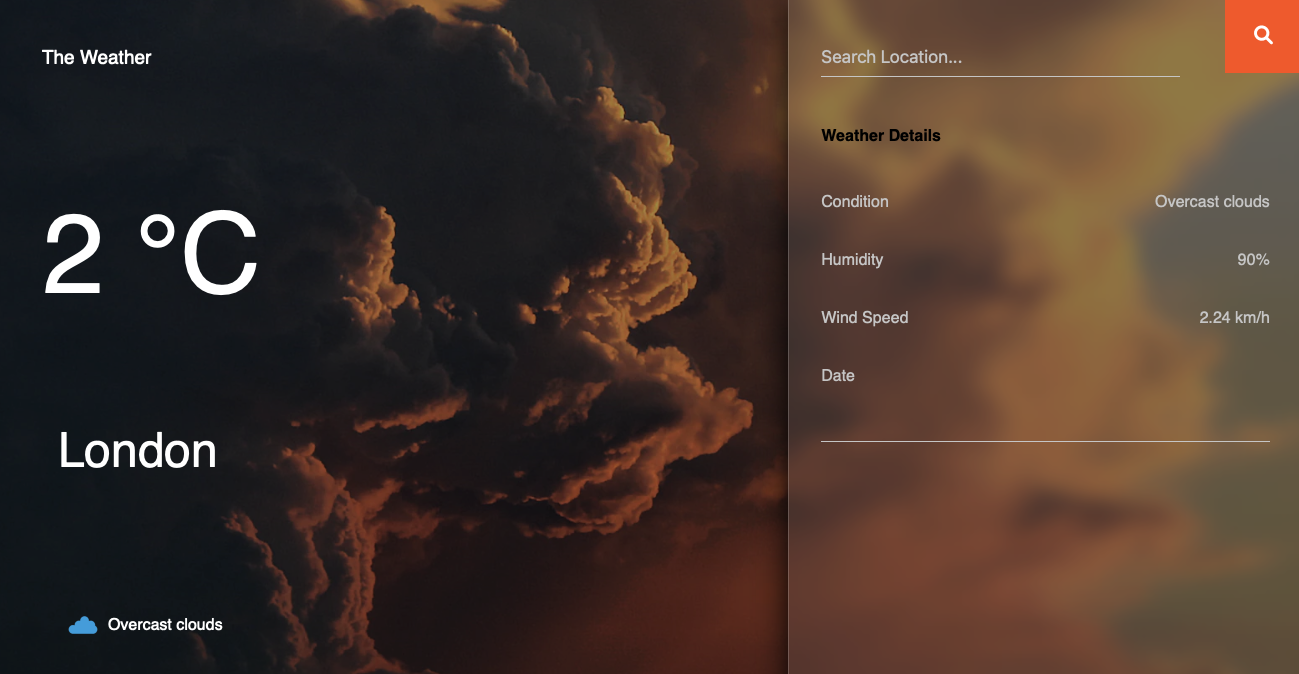 The Weather
2 °C
London
Overcast clouds
Search Location...
Weather Details
Condition Overcast clouds
Humidity 90%
Wind Speed 2.24 km/h
Date